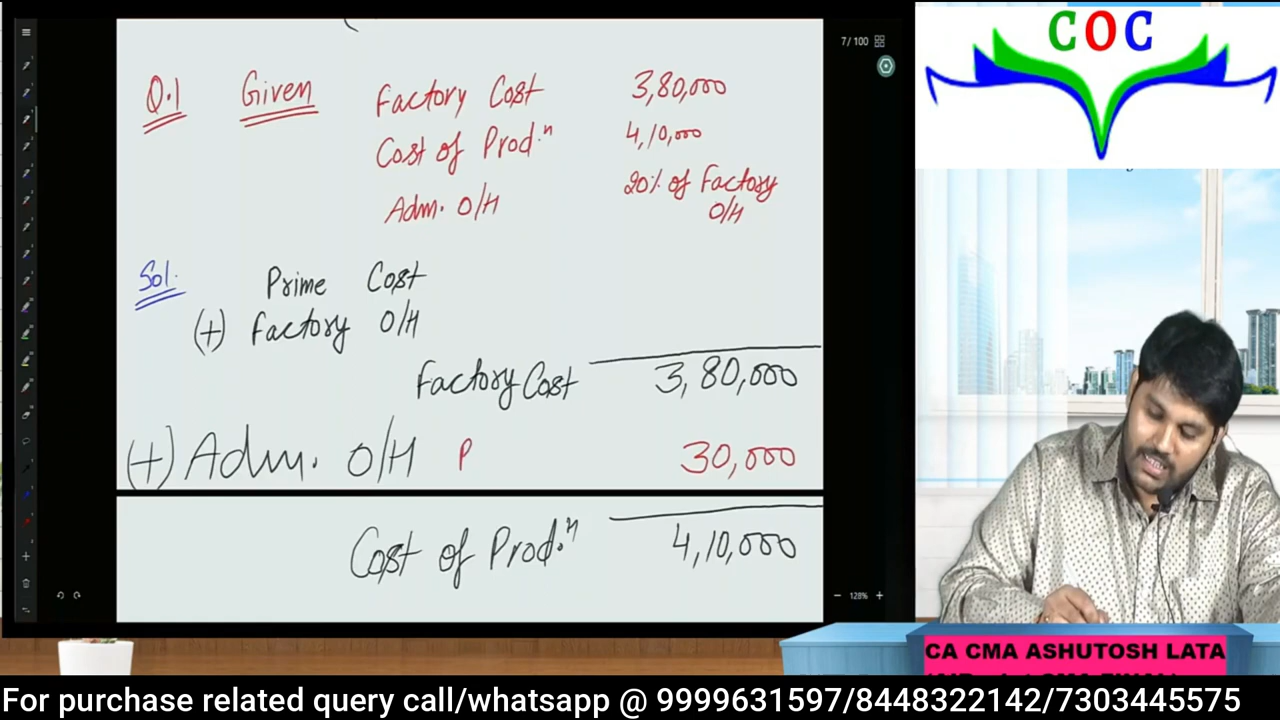 COC
7/100
Q.1 Given Factory Cost 3,80,000
Cost of Prod.ⁿ 4,10,000
Adm. O/H 20% of Factory O/H
Sol. Prime Cost
(+) Factory O/H
Factory Cost 3,80,000
(+) Adm. O/H P 30,000
Cost of Prod.ⁿ 4,10,000
128%
CA CMA ASHUTOSH LATA
For purchase related query call/whatsapp @ 9999631597/8448322142/7303445575